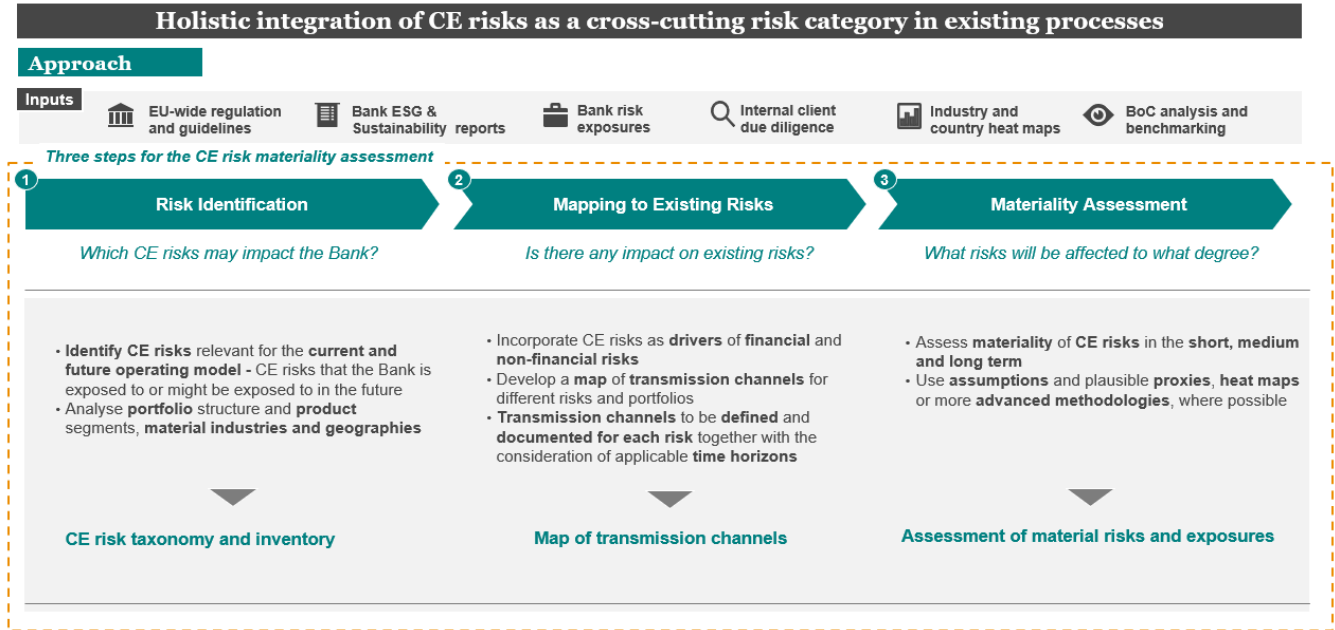 Holistic integration of CE risks as a cross-cutting risk category in existing processes
Approach
Inputs
EU-wide regulation
and guidelines
Bank ESG &
Sustainability reports
Bank risk
exposures
Internal client
due diligence
Industry and
country heat maps
BoC analysis and
benchmarking
Three steps for the CE risk materiality assessment
1
Risk Identification
Which CE risks may impact the Bank?
• Identify CE risks relevant for the current and
future operating model - CE risks that the Bank is
exposed to or might be exposed to in the future
• Analyse portfolio structure and product
segments, material industries and geographies
CE risk taxonomy and inventory
2
Mapping to Existing Risks
Is there any impact on existing risks?
• Incorporate CE risks as drivers of financial and
non-financial risks
• Develop a map of transmission channels for
different risks and portfolios
• Transmission channels to be defined and
documented for each risk together with the
consideration of applicable time horizons
Map of transmission channels
3
Materiality Assessment
What risks will be affected to what degree?
• Assess materiality of CE risks in the short, medium
and long term
• Use assumptions and plausible proxies, heat maps
or more advanced methodologies, where possible
Assessment of material risks and exposures